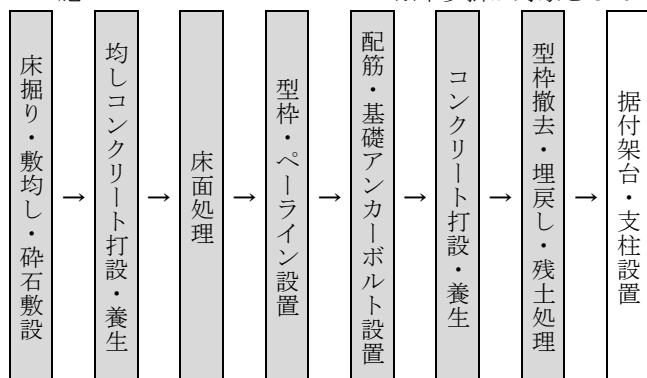 床掘り・敷均し・砕石敷設
→
均しコンクリート打設・養生
→
床面処理
→
型枠・ペーライン設置
→
配筋・基礎アンカーボルト設置
→
コンクリート打設・養生
→
型枠撤去・埋戻し・残土処理
→
据付架台・支柱設置